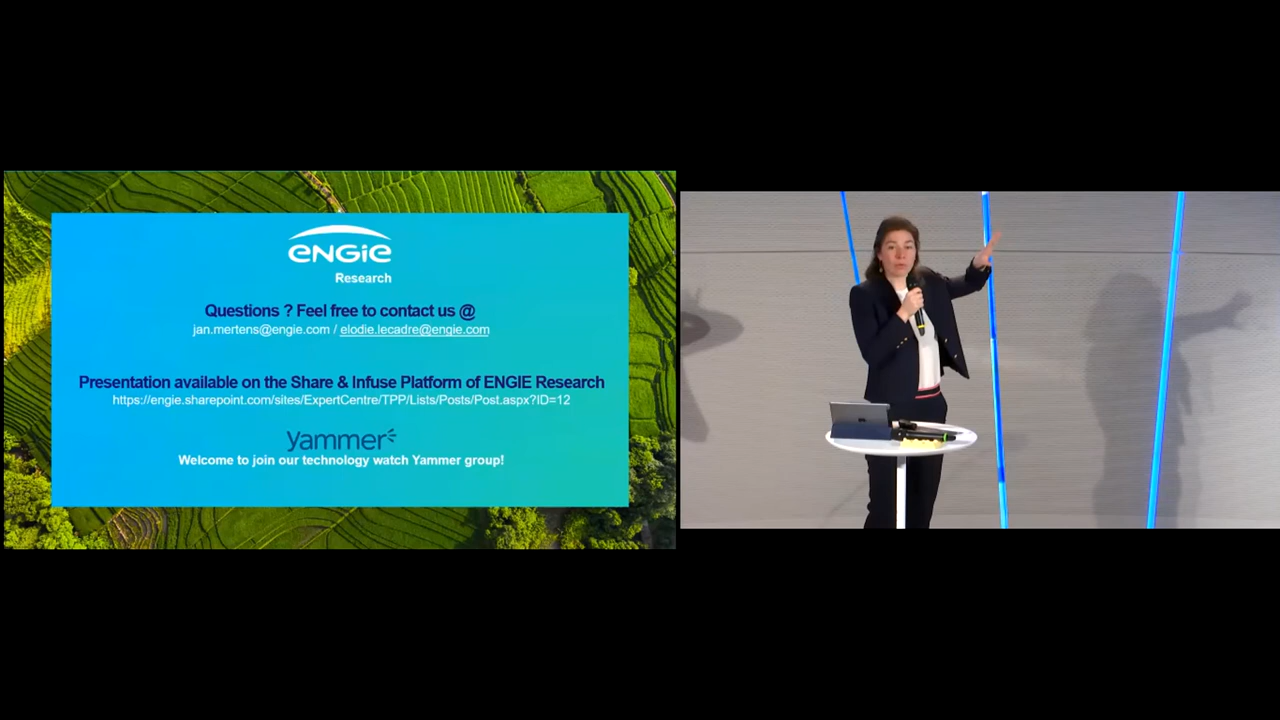 ENGIE
Research
Questions ? Feel free to contact us @
jan.mertens@engie.com / elodie.lecadre@engie.com
Presentation available on the Share & Infuse Platform of ENGIE Research
https://engie.sharepoint.com/sites/ExpertCentre/TPP/Lists/Posts/Post.aspx?ID=12
yammer
Welcome to join our technology watch Yammer group!